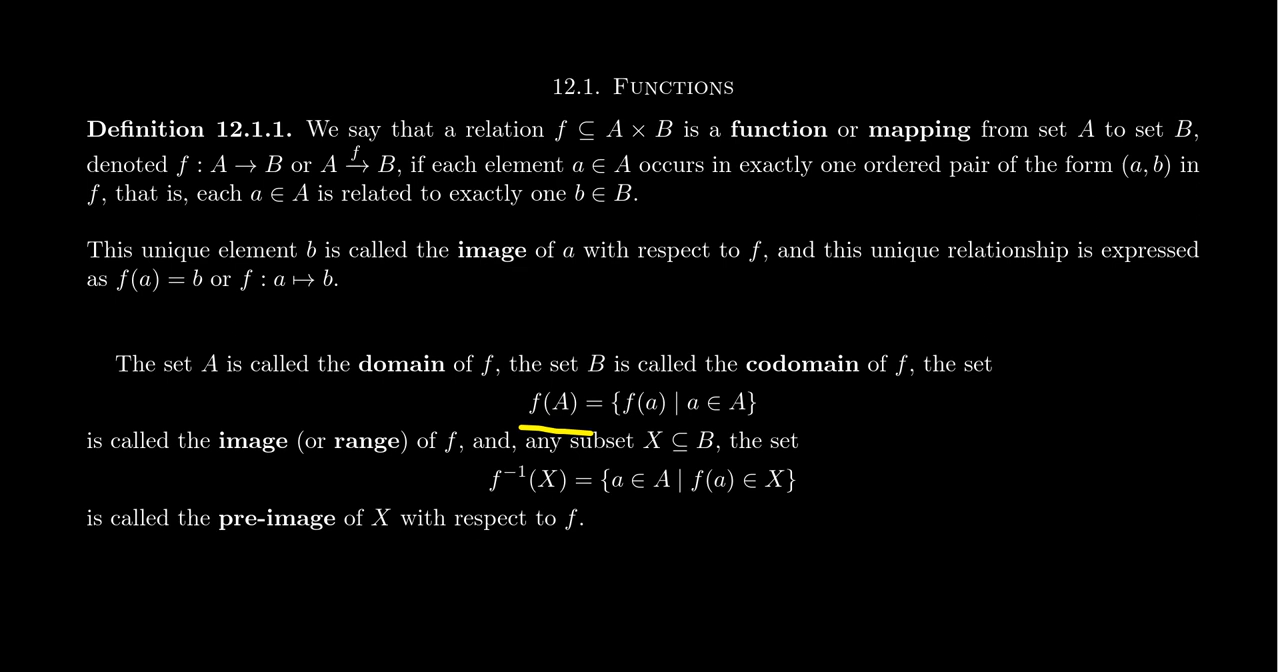 12.1. Functions
Definition 12.1.1. We say that a relation f ⊆ A × B is a function or mapping from set A to set B,
denoted f : A → B or A →^f B, if each element a ∈ A occurs in exactly one ordered pair of the form (a, b) in
f, that is, each a ∈ A is related to exactly one b ∈ B.
This unique element b is called the image of a with respect to f, and this unique relationship is expressed
as f(a) = b or f : a ↦ b.
The set A is called the domain of f, the set B is called the codomain of f, the set
f(A) = {f(a) | a ∈ A}
is called the image (or range) of f, and, any subset X ⊆ B, the set
f⁻¹(X) = {a ∈ A | f(a) ∈ X}
is called the pre-image of X with respect to f.